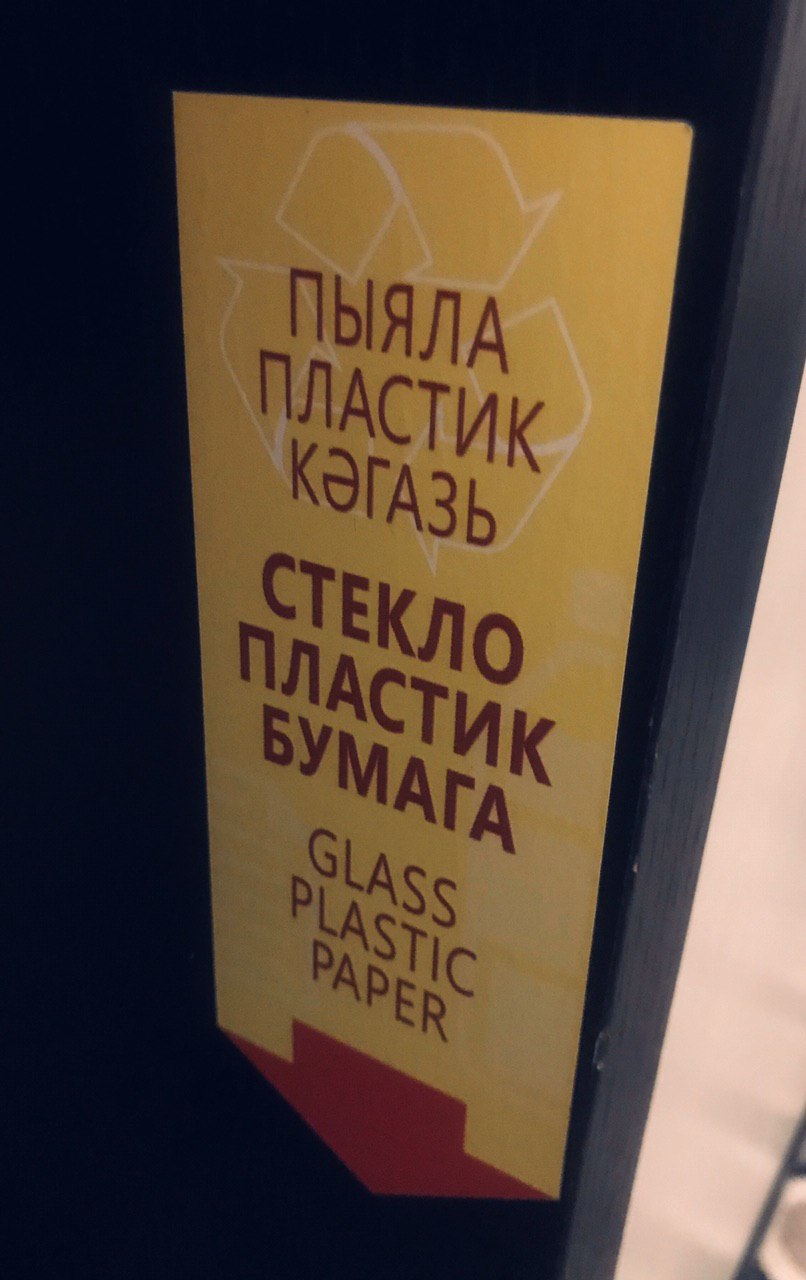 ПЫЯЛА
ПЛАСТИК
КӘГАЗЬ
СТЕКЛО
ПЛАСТИК
БУМАГА
GLASS
PLASTIC
PAPER